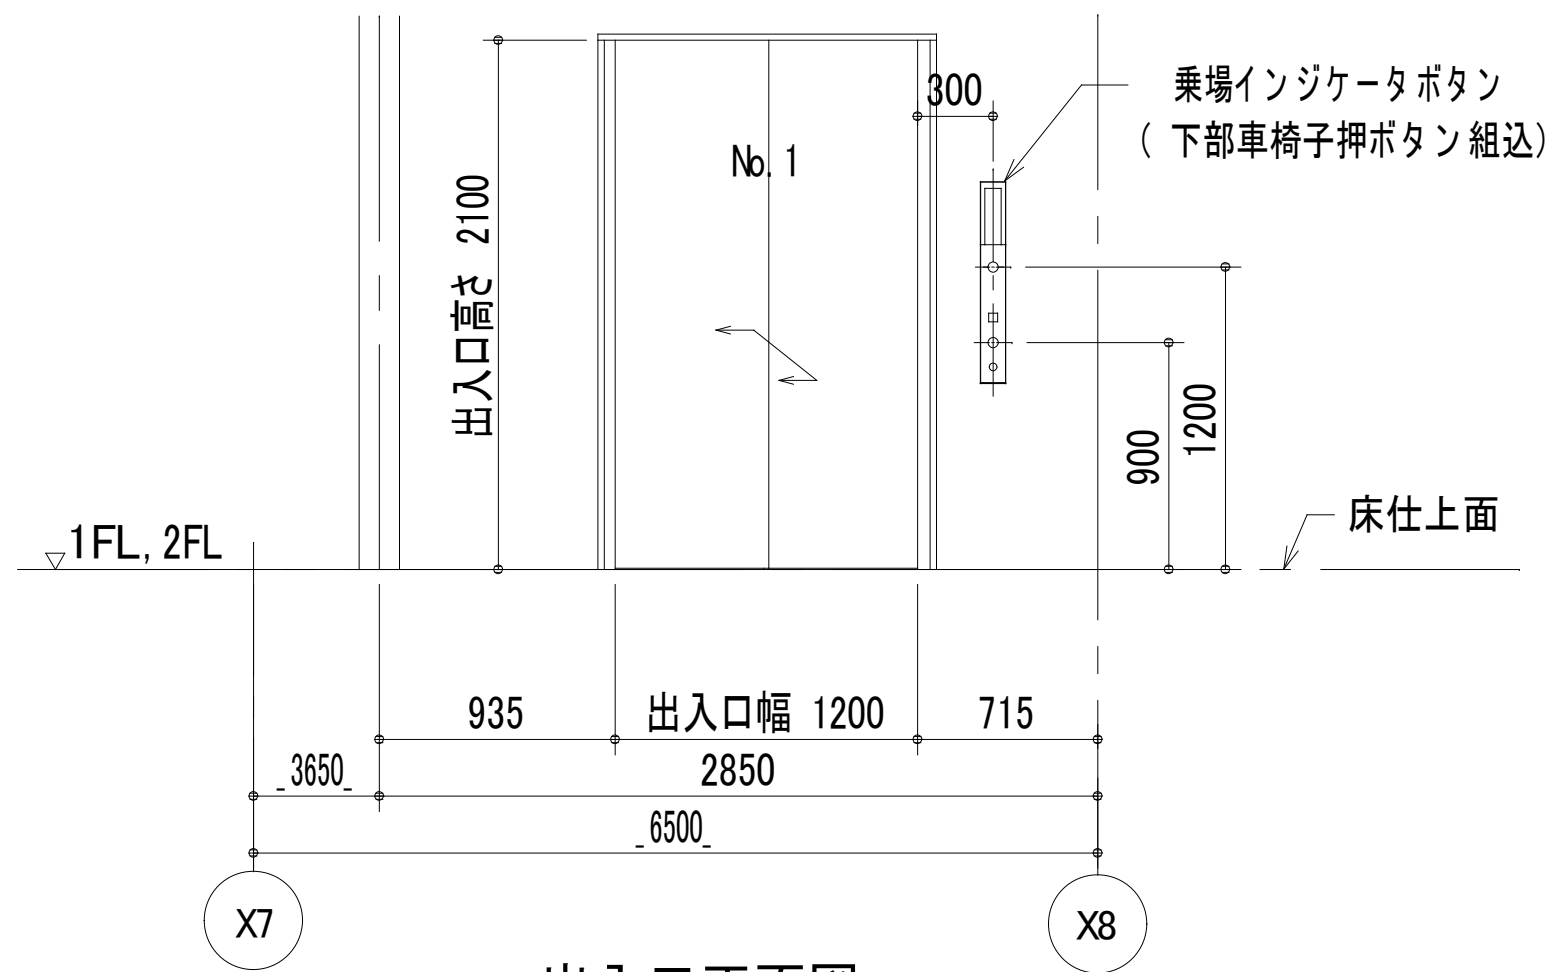 300
乗場インジケータボタン
( 下部車椅子押ボタン組込)
No. 1
出入口高さ 2100
1200
900
1FL, 2FL
床仕上面
935
出入口幅 1200
715
3650
2850
6500
X7
X8